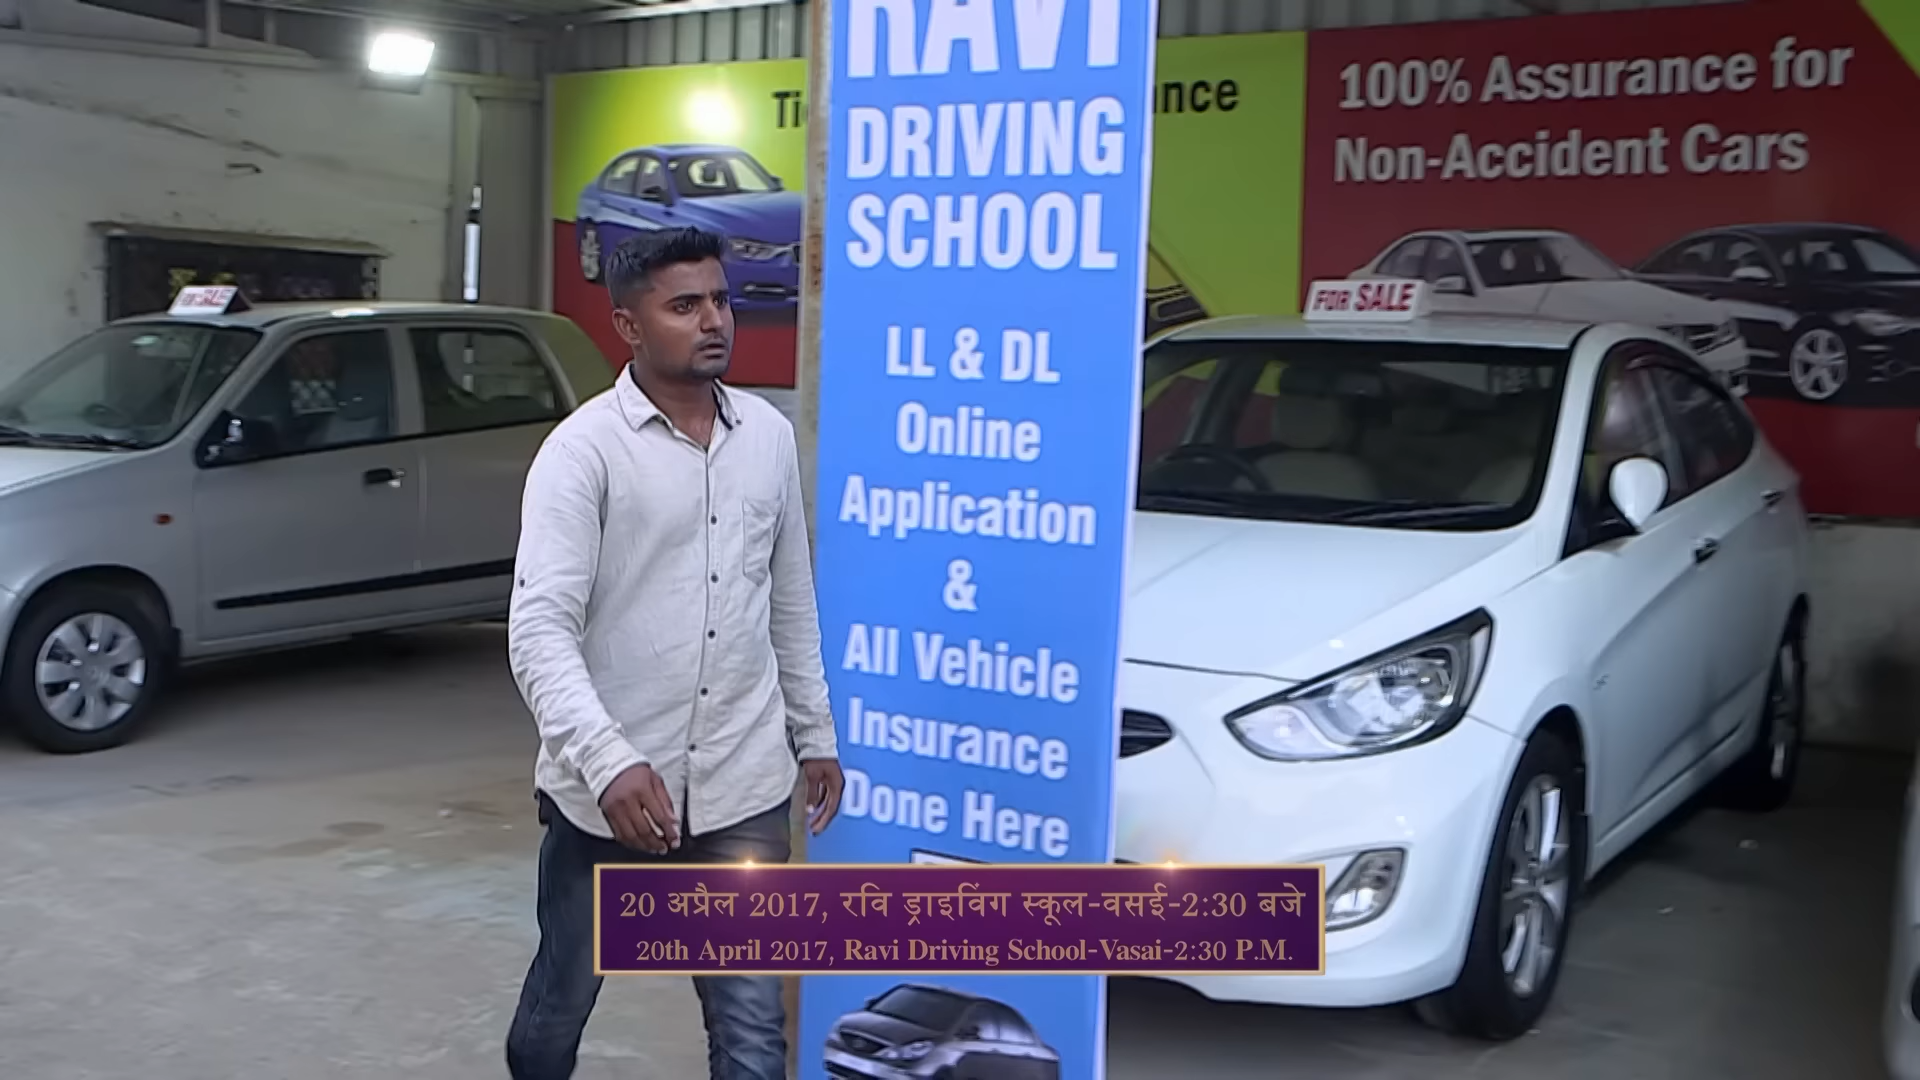 RAVI
DRIVING
SCHOOL
LL & DL
Online
Application
&
All Vehicle
Insurance
Done Here
100% Assurance for
Non-Accident Cars
FOR SALE
FOR SALE
20 अप्रैल 2017, रवि ड्राइविंग स्कूल-वसई-2:30 बजे
20th April 2017, Ravi Driving School-Vasai-2:30 P.M.